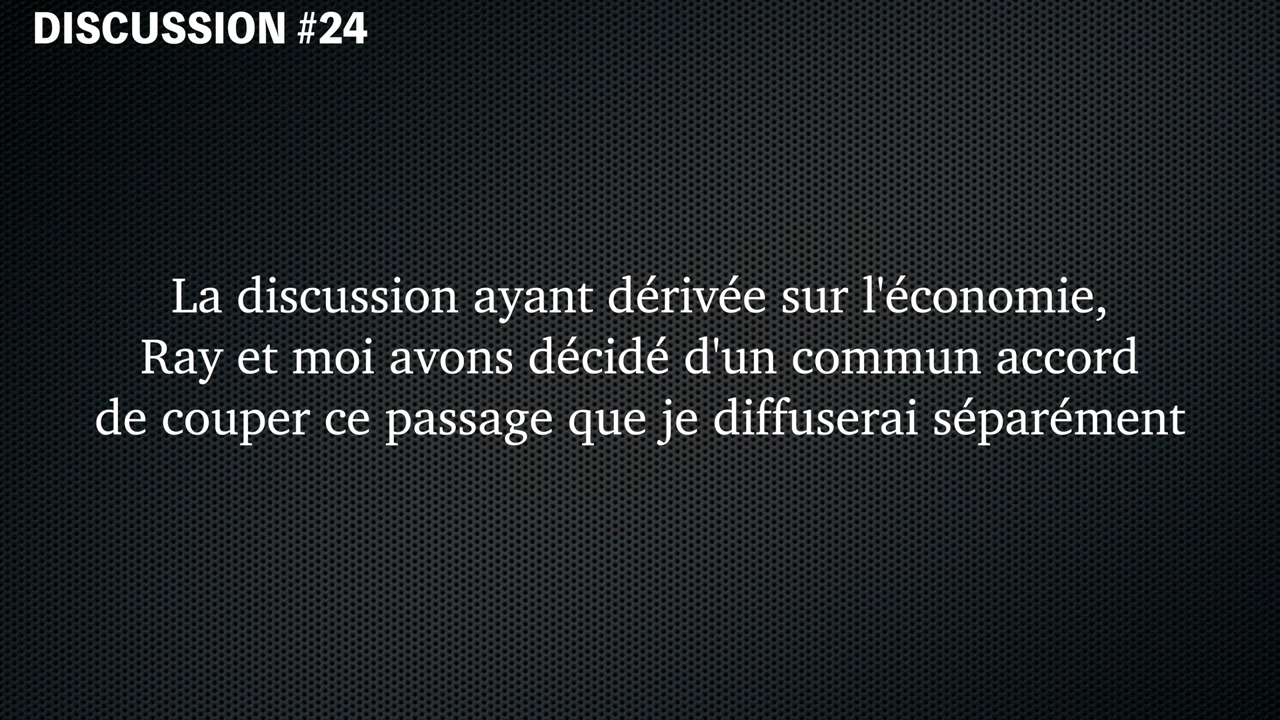 DISCUSSION #24
La discussion ayant dérivée sur l'économie,
Ray et moi avons décidé d'un commun accord
de couper ce passage que je diffuserai séparément